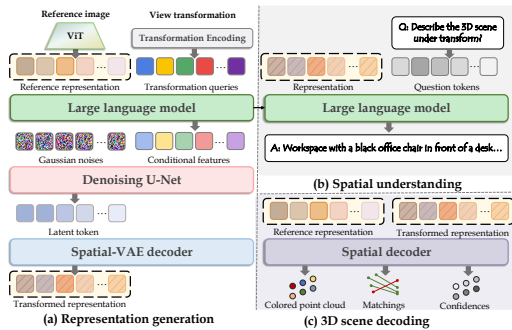 Reference image
ViT
Reference representation
View transformation
Transformation Encoding
Transformation queries
Large language model
Gaussian noises
Conditional features
Denoising U-Net
Latent token
Spatial-VAE decoder
Transformed representation
(a) Representation generation
Q: Describe the 3D scene
under transform?
Representation
Question tokens
Large language model
A: Workspace with a black office chair in front of a desk...
(b) Spatial understanding
Reference representation
Transformed representation
Spatial decoder
Colored point cloud
Matchings
Confidences
(c) 3D scene decoding